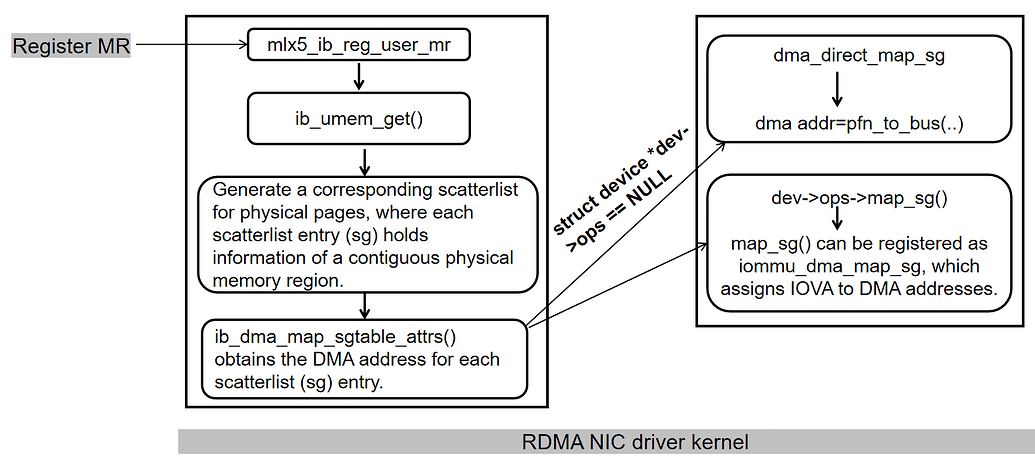 Register MR
mlx5_ib_reg_user_mr
ib_umem_get()
Generate a corresponding scatterlist
for physical pages, where each
scatterlist entry (sg) holds
information of a contiguous physical
memory region.
ib_dma_map_sgtable_attrs()
obtains the DMA address for each
scatterlist (sg) entry.
struct device *dev-
>ops == NULL
dma_direct_map_sg
dma addr=pfn_to_bus(..)
dev->ops->map_sg()
map_sg() can be registered as
iommu_dma_map_sg, which
assigns IOVA to DMA addresses.
RDMA NIC driver kernel